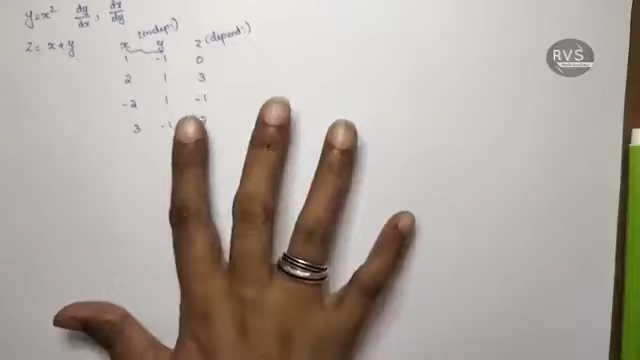 y = x² dy/dx , dx/dy
(indep:)
z = x + y x y z (depend:)
1 -1 0
2 1 3
-2 1 -1
3 -1
RVS